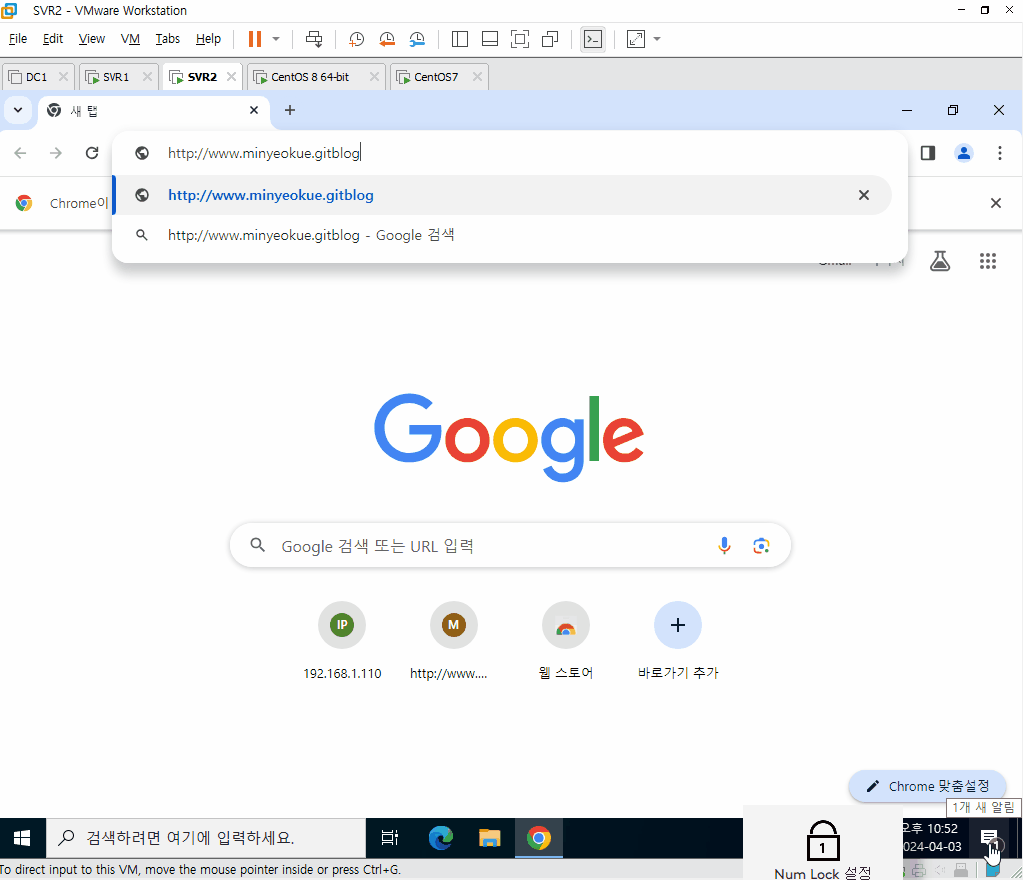 SVR2 - VMware Workstation
File Edit View VM Tabs Help
DC1 SVR1 SVR2 CentOS 8 64-bit CentOS7
새 탭
http://www.minyeokue.gitblog
Chrome이
http://www.minyeokue.gitblog
http://www.minyeokue.gitblog - Google 검색
Google
Google 검색 또는 URL 입력
IP M
192.168.1.110 http://www.... 웹 스토어 바로가기 추가
Chrome 맞춤설정
1개 새 알림
검색하려면 여기에 입력하세요.
오후 10:52
024-04-03
1
Num Lock 설정
To direct input to this VM, move the mouse pointer inside or press Ctrl+G.